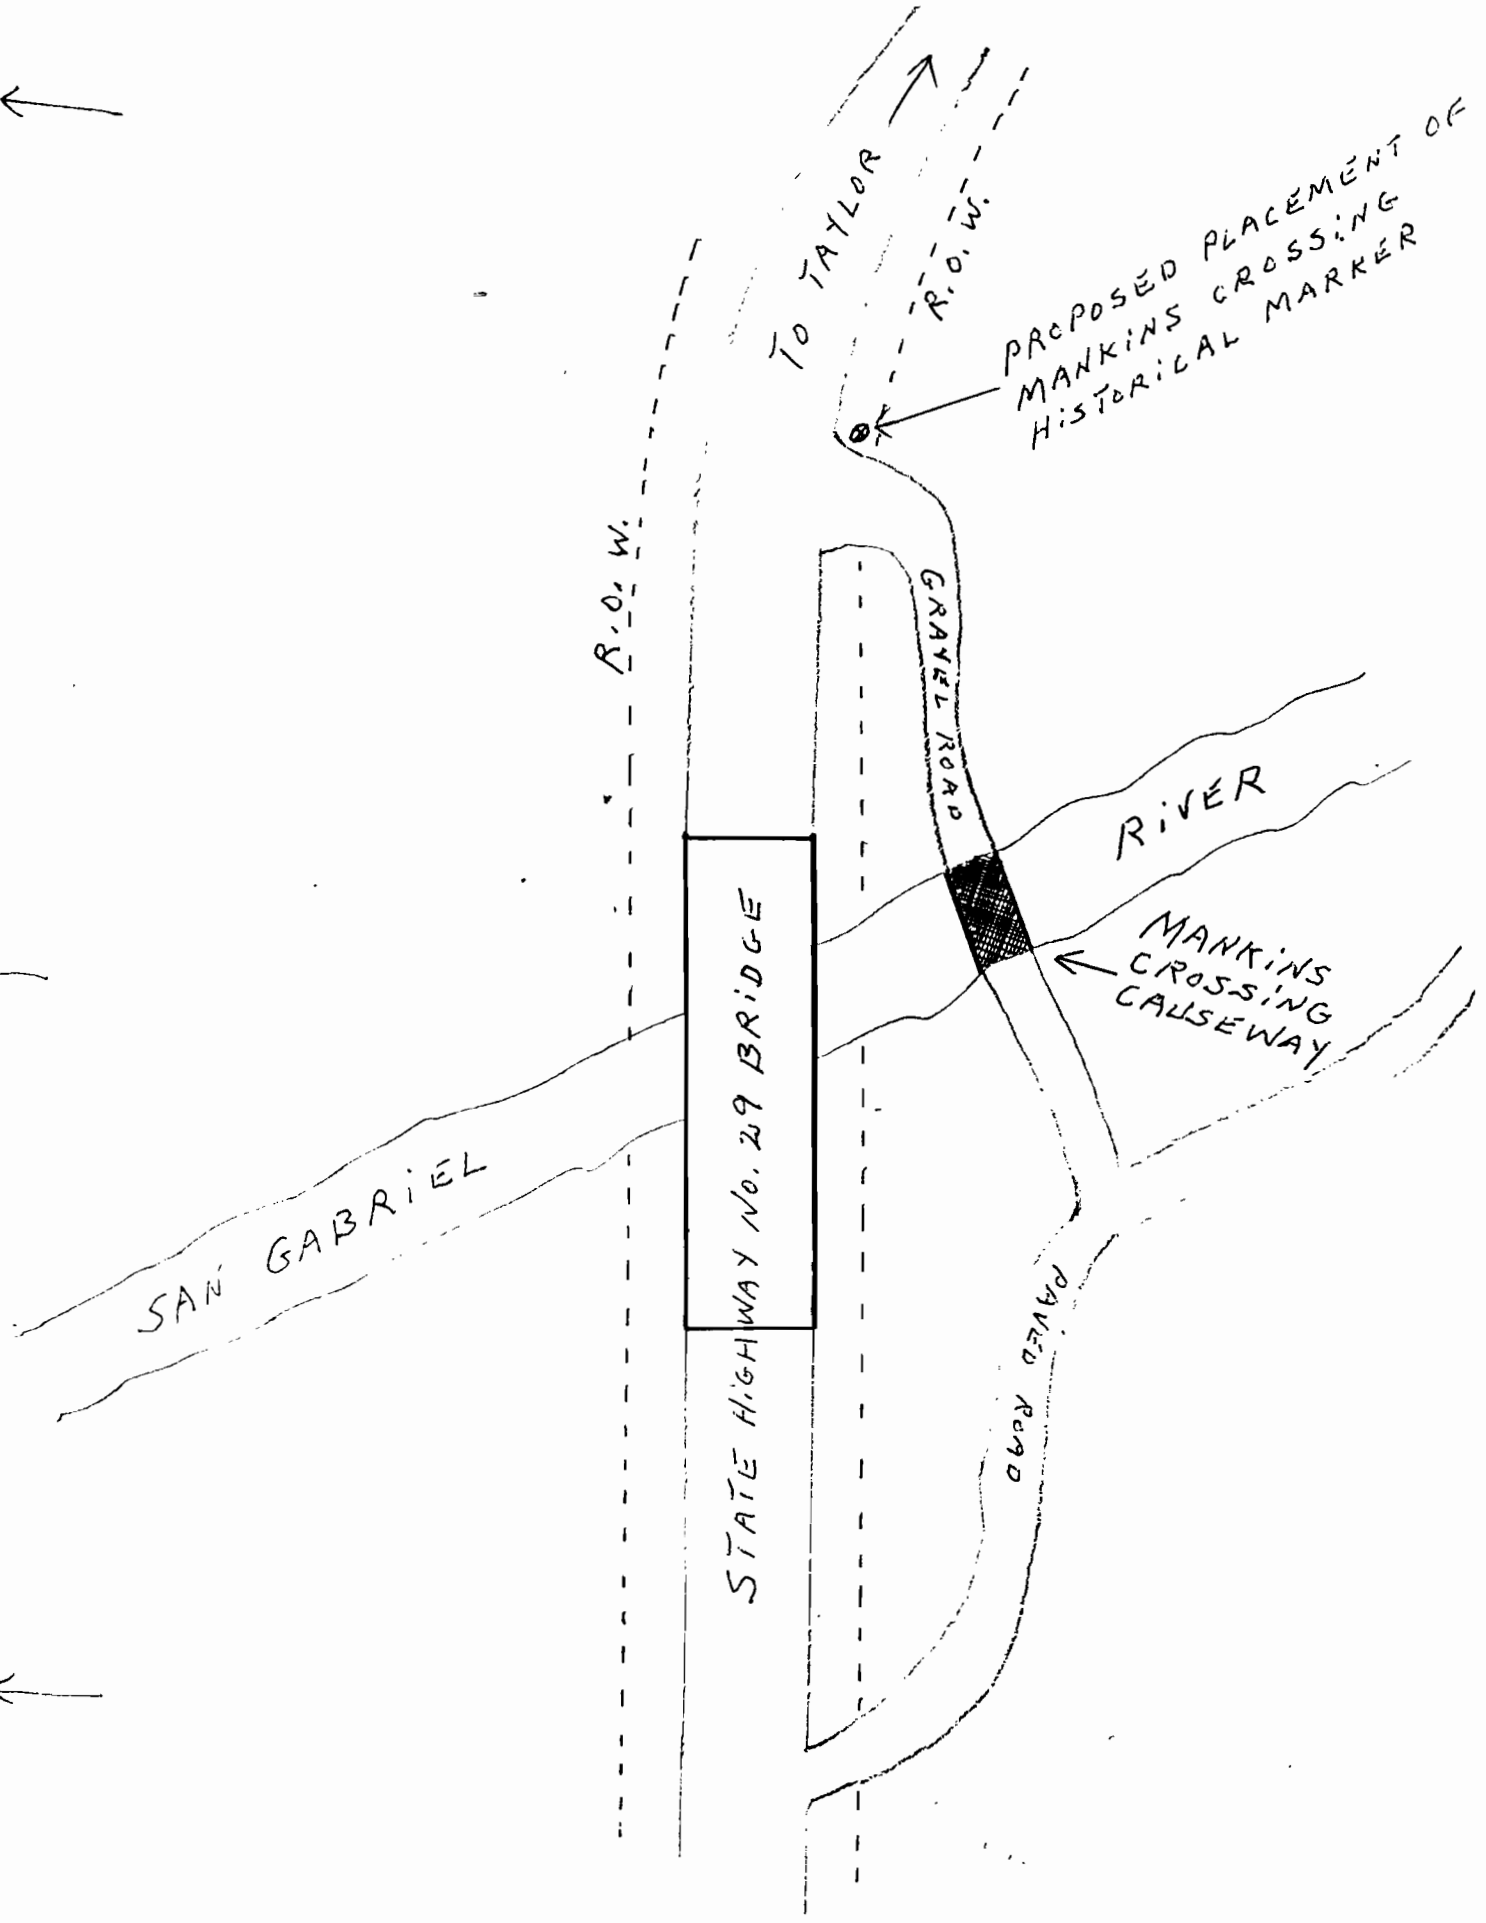 TO TAYLOR
R.O.W.
PROPOSED PLACEMENT OF
MANKiNS CROSSiNG
HiSTORiCAL MARKER
R.O.W.
GRAVEL ROAD
RiVER
MANKiNS
CROSSiNG
CAUSEWAY
SAN GABRiEL
STATE HiGHWAY No. 29 BRiDGE
PAVED ROAD